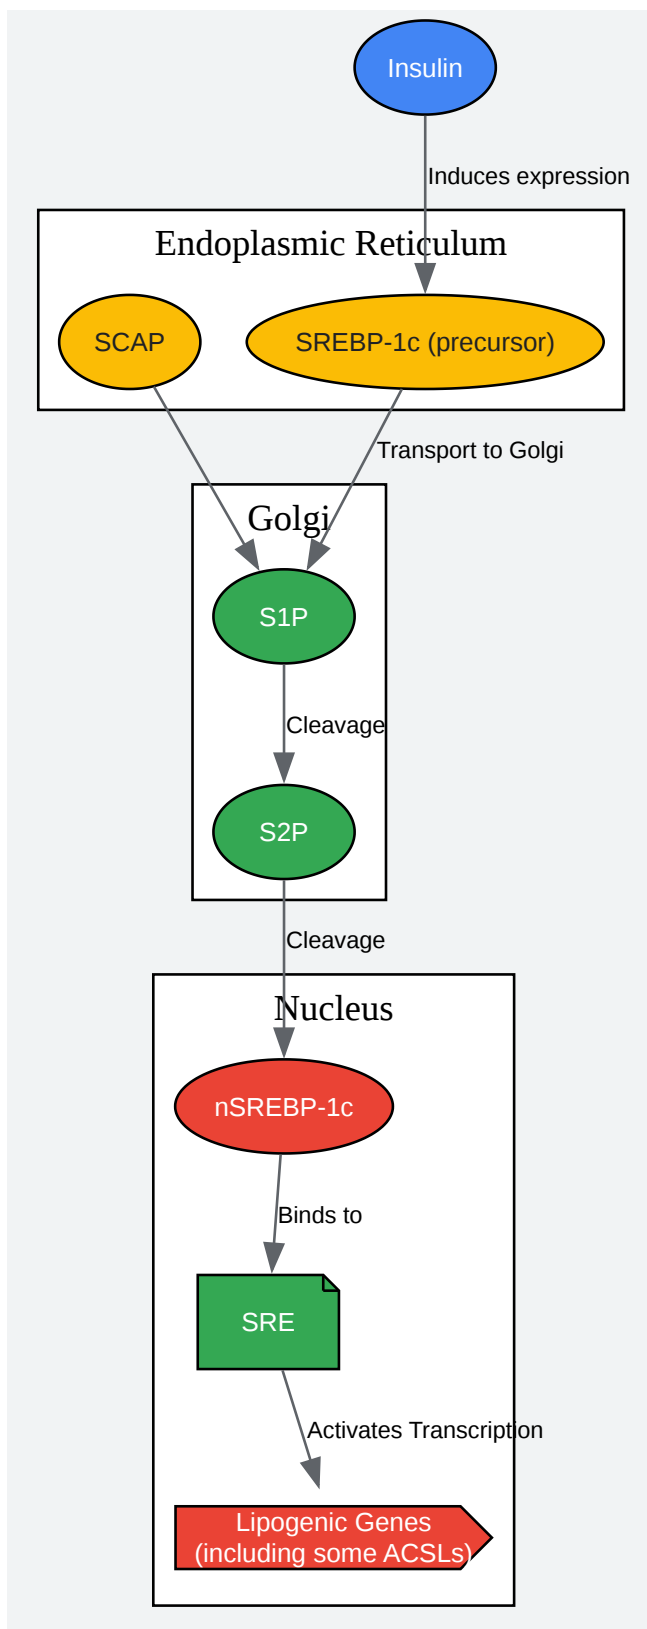 Insulin
Induces expression
Endoplasmic Reticulum
SCAP
SREBP-1c (precursor)
Transport to Golgi
Golgi
S1P
Cleavage
S2P
Cleavage
Nucleus
nSREBP-1c
Binds to
SRE
Activates Transcription
Lipogenic Genes
(including some ACSLs)